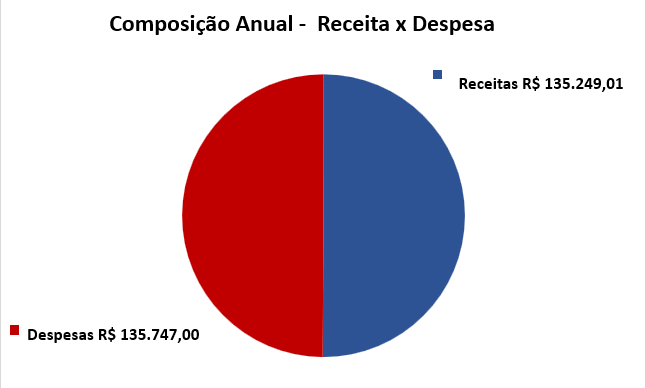 Composição Anual -  Receita x Despesa
Receitas R$ 135.249,01
Despesas R$ 135.747,00